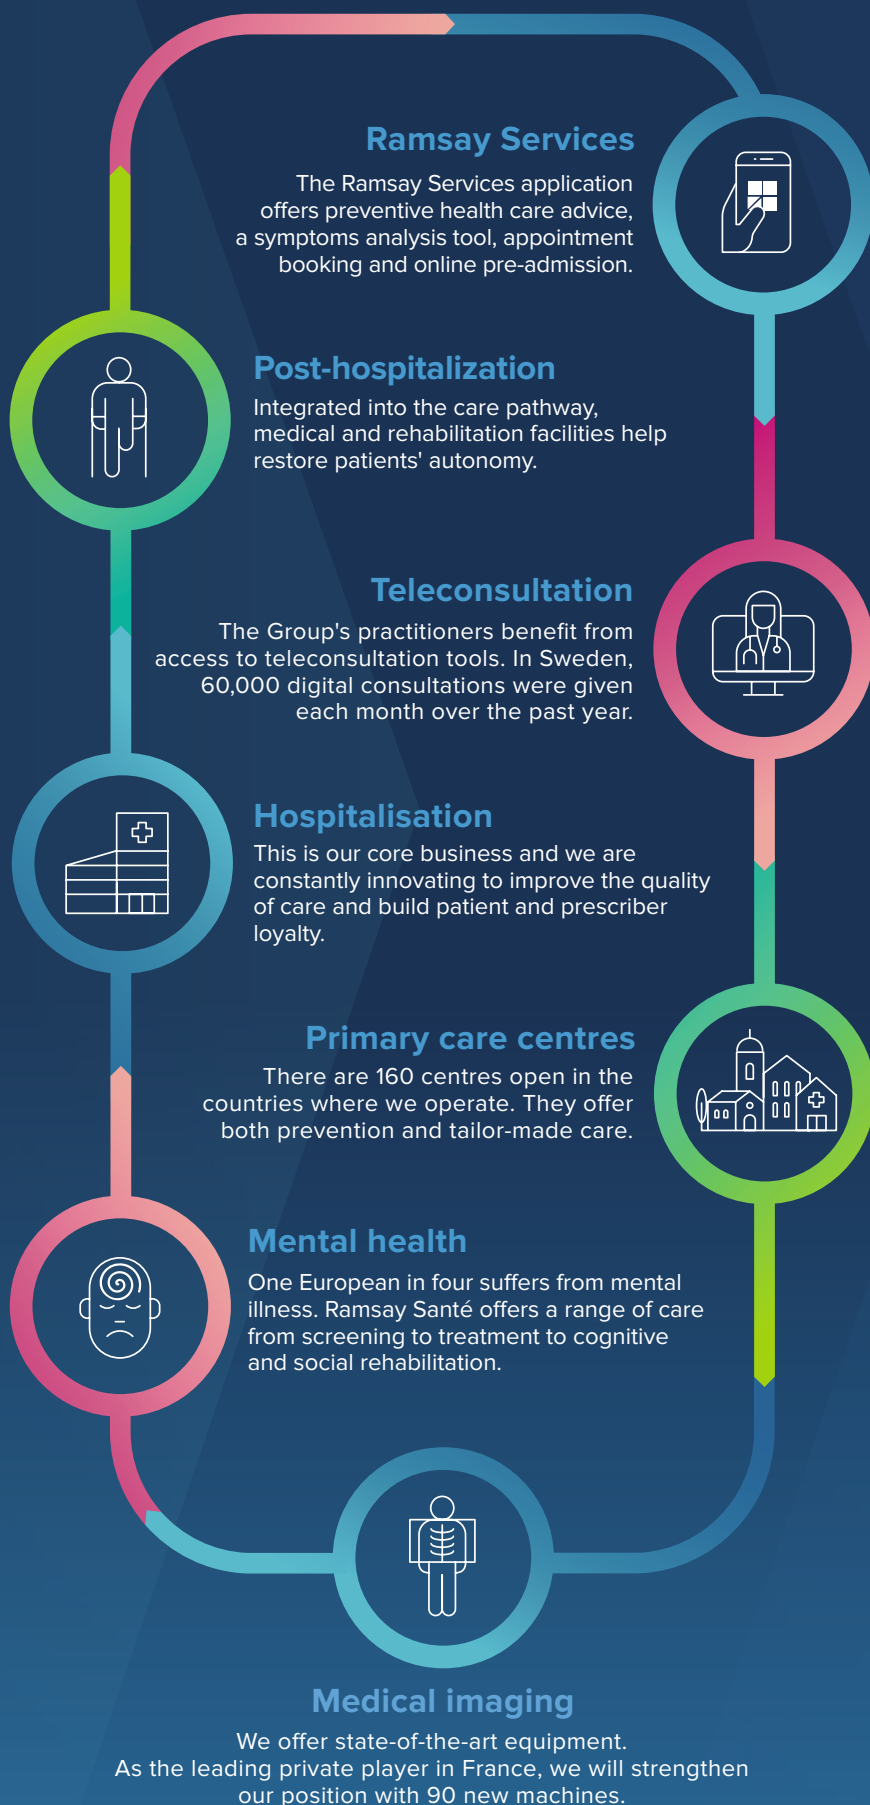 Ramsay Services
The Ramsay Services application
offers preventive health care advice,
a symptoms analysis tool, appointment
booking and online pre-admission.
Post-hospitalization
Integrated into the care pathway,
medical and rehabilitation facilities help
restore patients' autonomy.
Teleconsultation
The Group's practitioners benefit from
access to teleconsultation tools. In Sweden,
60,000 digital consultations were given
each month over the past year.
Hospitalisation
This is our core business and we are
constantly innovating to improve the quality
of care and build patient and prescriber
loyalty.
Primary care centres
There are 160 centres open in the
countries where we operate. They offer
both prevention and tailor-made care.
Mental health
One European in four suffers from mental
illness. Ramsay Santé offers a range of care
from screening to treatment to cognitive
and social rehabilitation.
Medical imaging
We offer state-of-the-art equipment.
As the leading private player in France, we will strengthen
our position with 90 new machines.